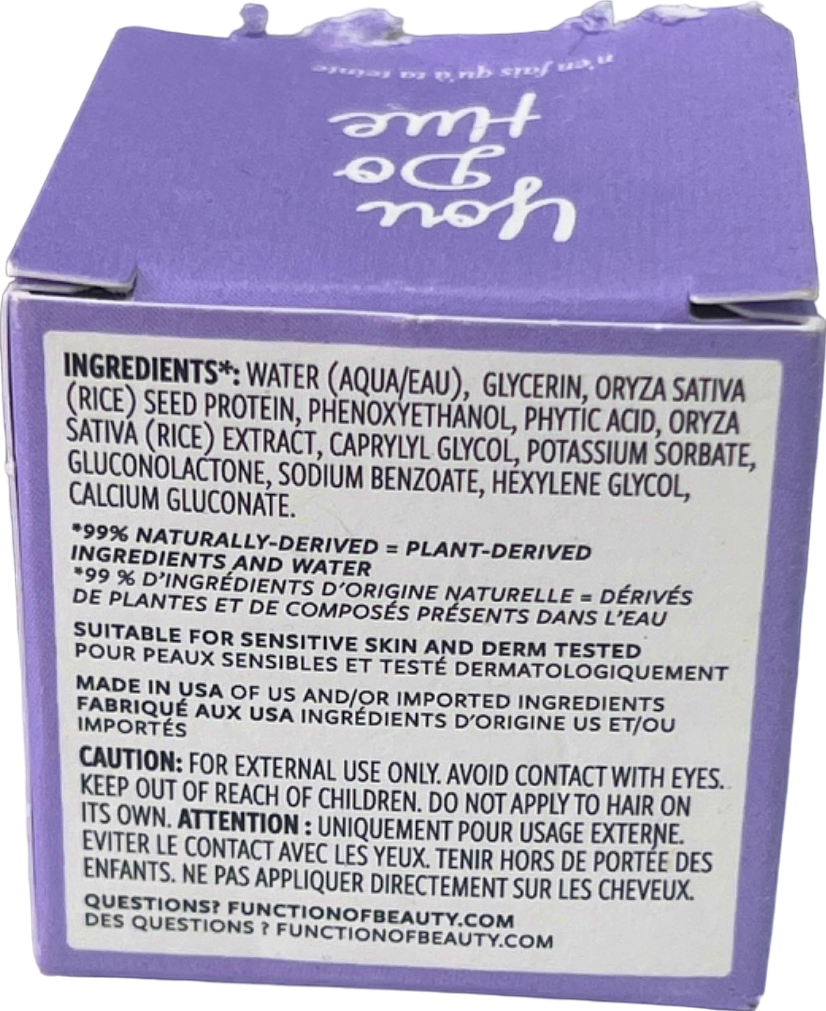 n'en fais qu'à ta teinte
You
Do
Hue
INGREDIENTS*: WATER (AQUA/EAU), GLYCERIN, ORYZA SATIVA
(RICE) SEED PROTEIN, PHENOXYETHANOL, PHYTIC ACID, ORYZA
SATIVA (RICE) EXTRACT, CAPRYLYL GLYCOL, POTASSIUM SORBATE,
GLUCONOLACTONE, SODIUM BENZOATE, HEXYLENE GLYCOL,
CALCIUM GLUCONATE.
*99% NATURALLY-DERIVED = PLANT-DERIVED
INGREDIENTS AND WATER
*99 % D'INGRÉDIENTS D'ORIGINE NATURELLE = DÉRIVÉS
DE PLANTES ET DE COMPOSÉS PRÉSENTS DANS L'EAU
SUITABLE FOR SENSITIVE SKIN AND DERM TESTED
POUR PEAUX SENSIBLES ET TESTÉ DERMATOLOGIQUEMENT
MADE IN USA OF US AND/OR IMPORTED INGREDIENTS
FABRIQUÉ AUX USA INGRÉDIENTS D'ORIGINE US ET/OU
IMPORTÉS
CAUTION: FOR EXTERNAL USE ONLY. AVOID CONTACT WITH EYES.
KEEP OUT OF REACH OF CHILDREN. DO NOT APPLY TO HAIR ON
ITS OWN. ATTENTION : UNIQUEMENT POUR USAGE EXTERNE.
EVITER LE CONTACT AVEC LES YEUX. TENIR HORS DE PORTÉE DES
ENFANTS. NE PAS APPLIQUER DIRECTEMENT SUR LES CHEVEUX.
QUESTIONS? FUNCTIONOFBEAUTY.COM
DES QUESTIONS ? FUNCTIONOFBEAUTY.COM